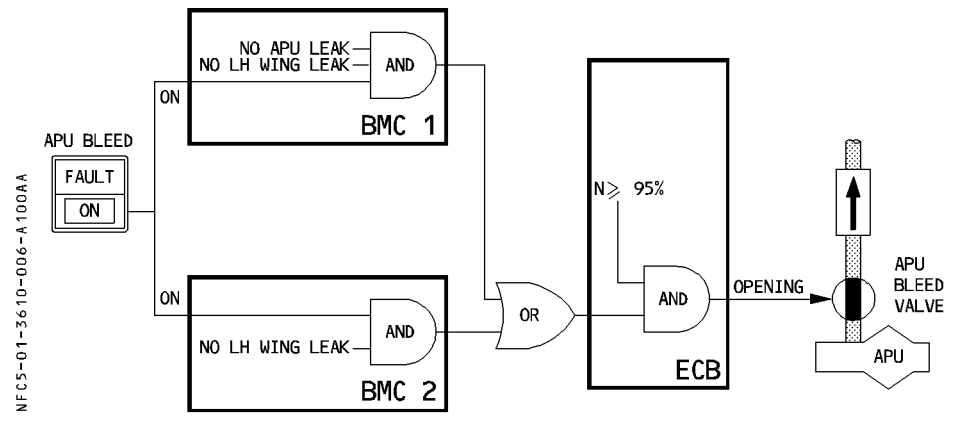 NO APU LEAK
NO LH WING LEAK
AND
ON
BMC 1
APU BLEED
FAULT
ON
N≥ 95%
ON
AND
NO LH WING LEAK
BMC 2
OR
AND
ECB
OPENING
APU
BLEED
VALVE
APU
NFC5-01-3610-006-A100AA